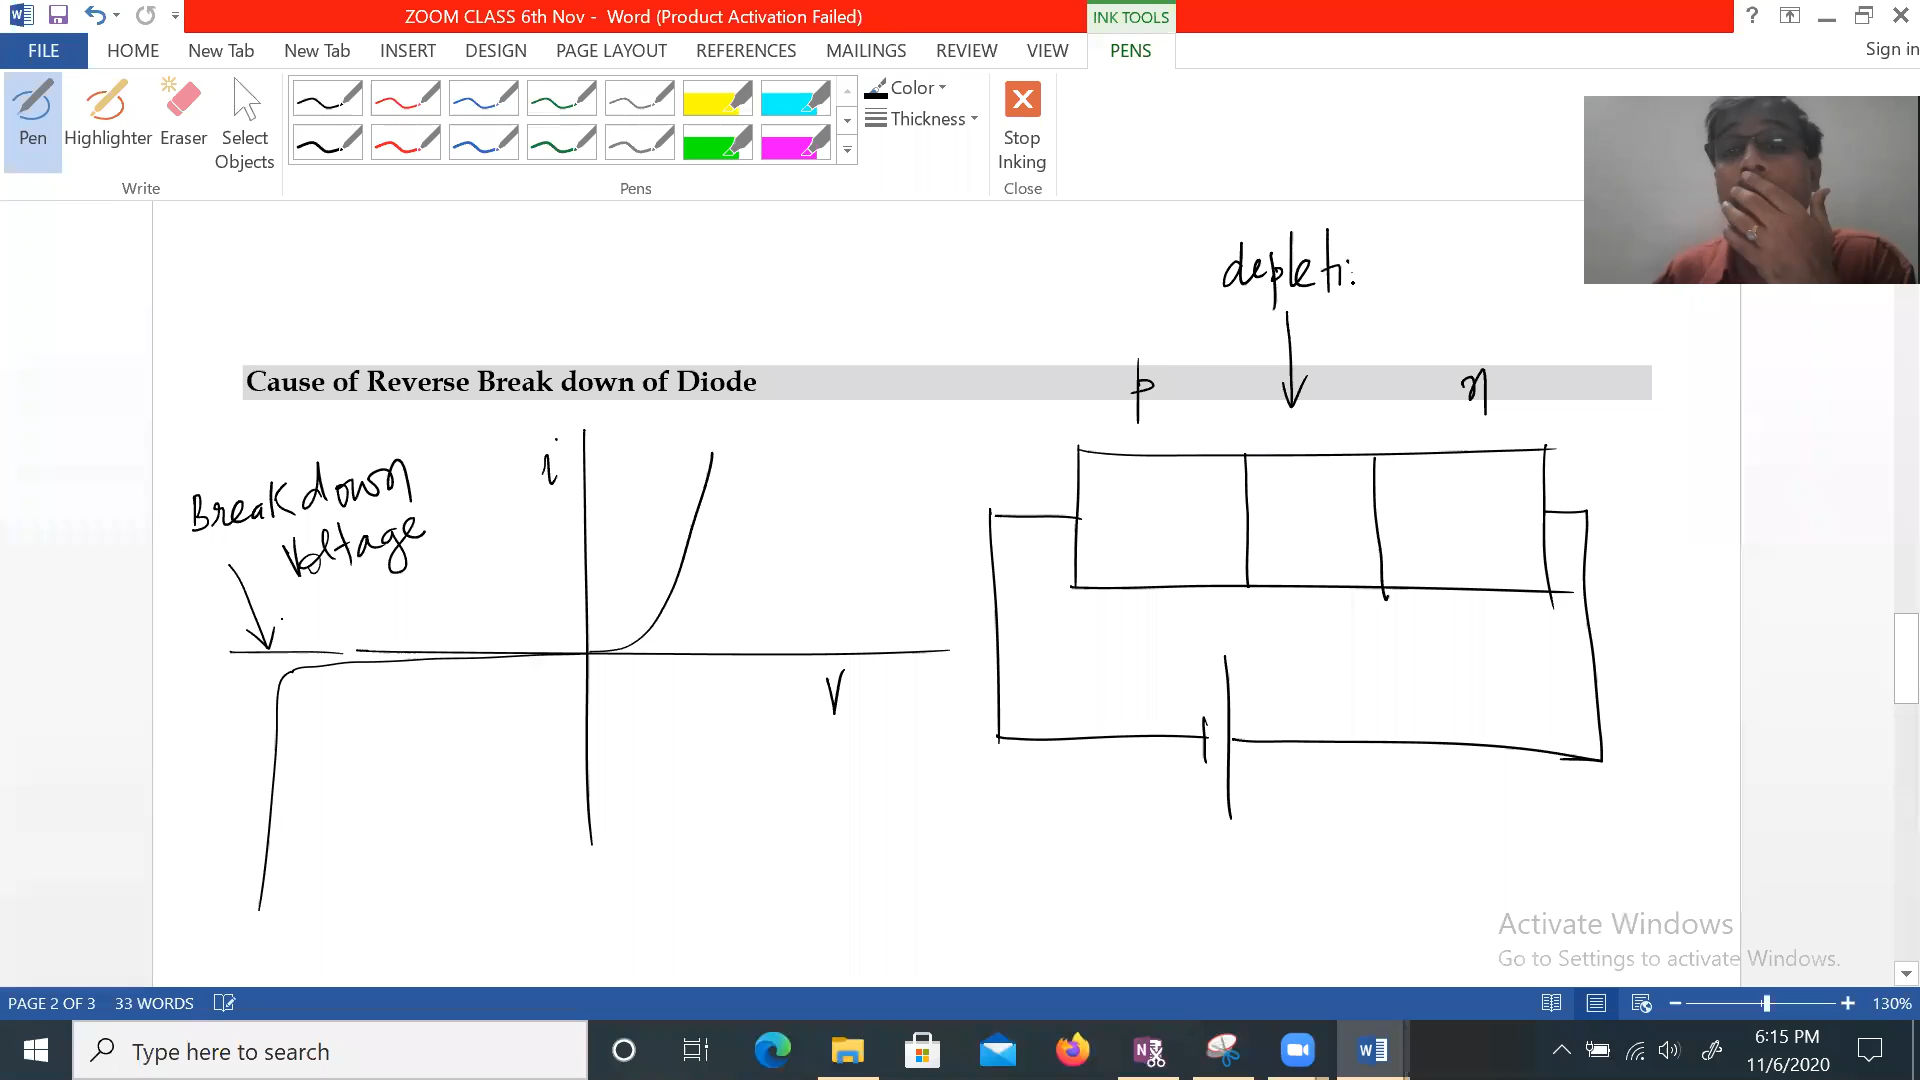 ZOOM CLASS 6th Nov - Word (Product Activation Failed)
INK TOOLS
FILE HOME New Tab New Tab INSERT DESIGN PAGE LAYOUT REFERENCES MAILINGS REVIEW VIEW PENS
Sign in
Pen Highlighter Eraser Select Objects
Color
Thickness
Stop Inking
Write Pens Close
depleti:
Cause of Reverse Break down of Diode
p n
Break down
Voltage
i
V
Activate Windows
Go to Settings to activate Windows.
PAGE 2 OF 3 33 WORDS
130%
Type here to search
6:15 PM
11/6/2020